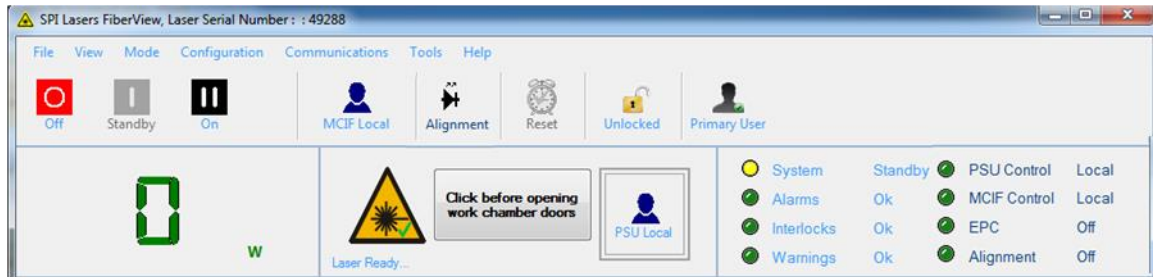 SPI Lasers FiberView, Laser Serial Number : : 49288
File View Mode Configuration Communications Tools Help
Off Standby On MCIF Local Alignment Reset Unlocked Primary User
0 W
Click before opening
work chamber doors
PSU Local
Laser Ready...
System Standby PSU Control Local
Alarms Ok MCIF Control Local
Interlocks Ok EPC Off
Warnings Ok Alignment Off